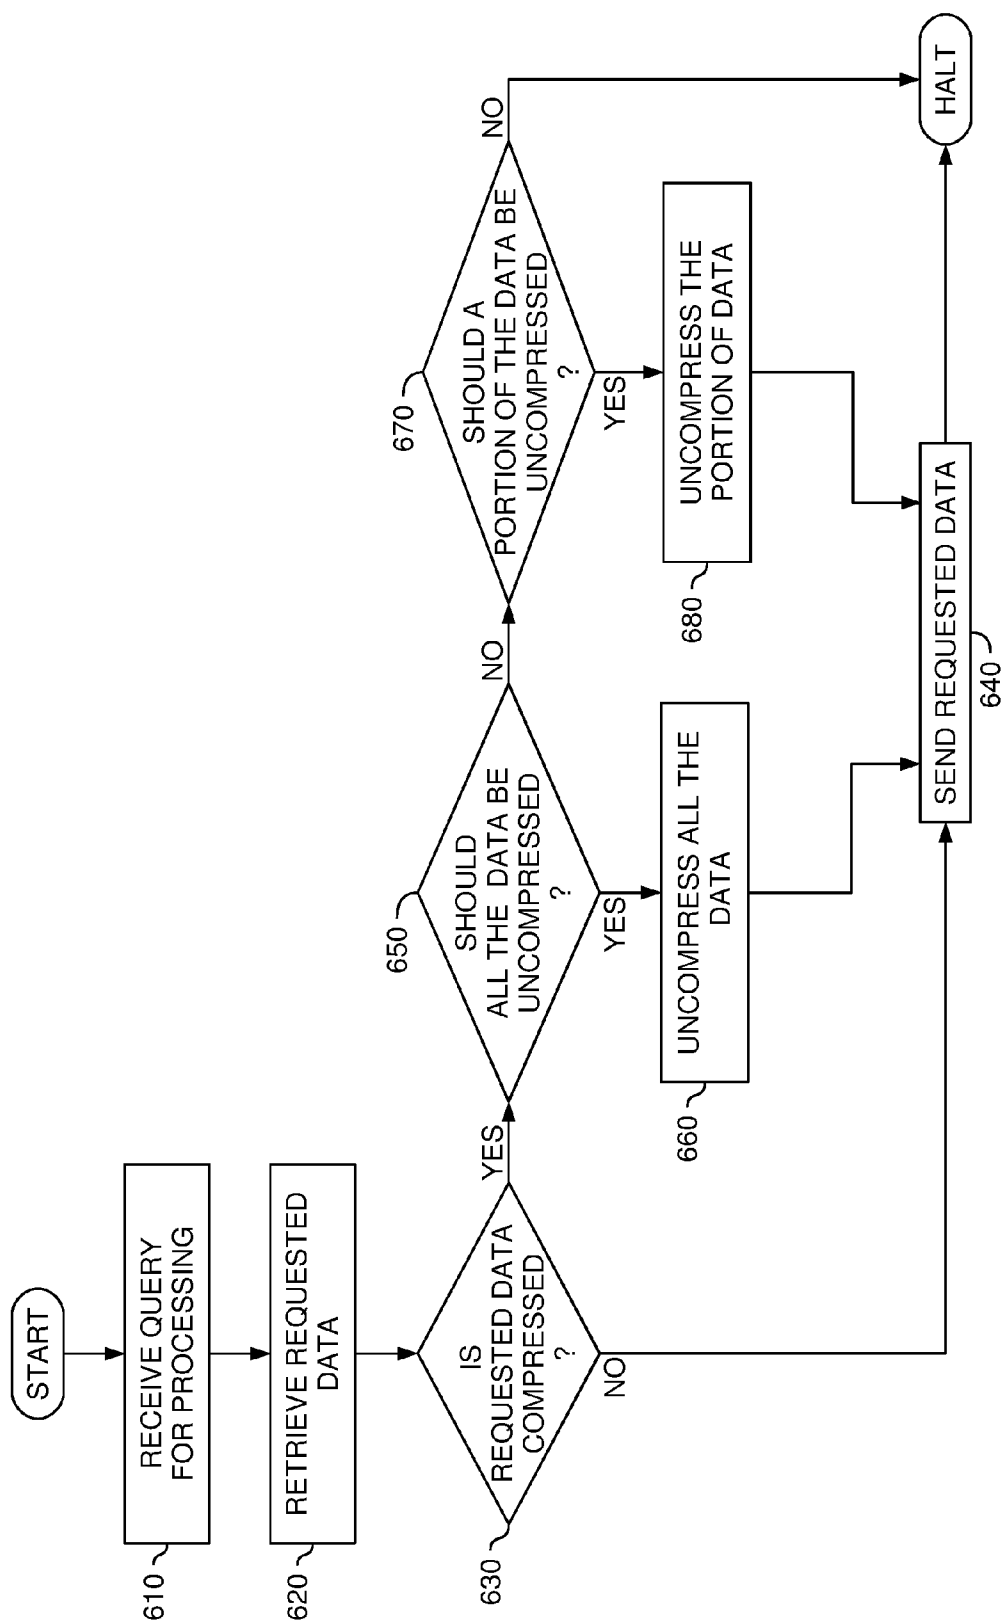 START
RECEIVE QUERY
FOR PROCESSING
610
RETRIEVE REQUESTED
DATA
620
IS
REQUESTED DATA
COMPRESSED
?
630
YES
NO
SHOULD
ALL THE DATA BE
UNCOMPRESSED
?
650
NO
YES
UNCOMPRESS ALL THE
DATA
660
SHOULD A
PORTION OF THE DATA BE
UNCOMPRESSED
?
670
NO
YES
UNCOMPRESS THE
PORTION OF DATA
680
SEND REQUESTED DATA
640
HALT